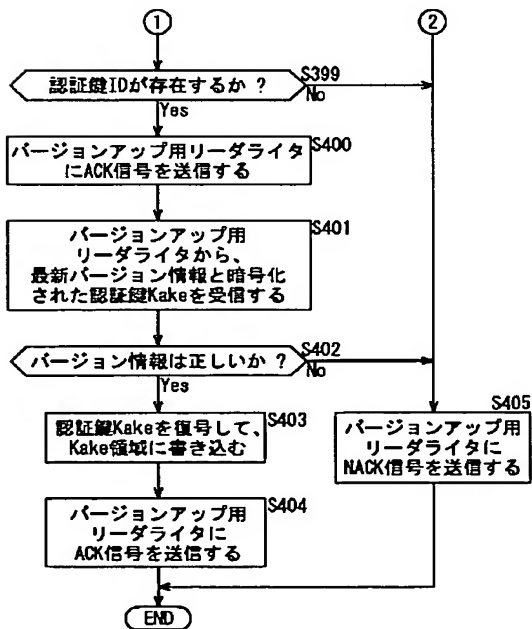 1
2
認証鍵IDが存在するか ?
S399
No
Yes
バージョンアップ用リーダライタ
にACK信号を送信する
S400
バージョンアップ用
リーダライタから、
最新バージョン情報と暗号化
された認証鍵Kakeを受信する
S401
バージョン情報は正しいか ?
S402
No
Yes
認証鍵Kakeを復号して、
Kake領域に書き込む
S403
S405
バージョンアップ用
リーダライタに
NACK信号を送信する
バージョンアップ用
リーダライタに
ACK信号を送信する
S404
END